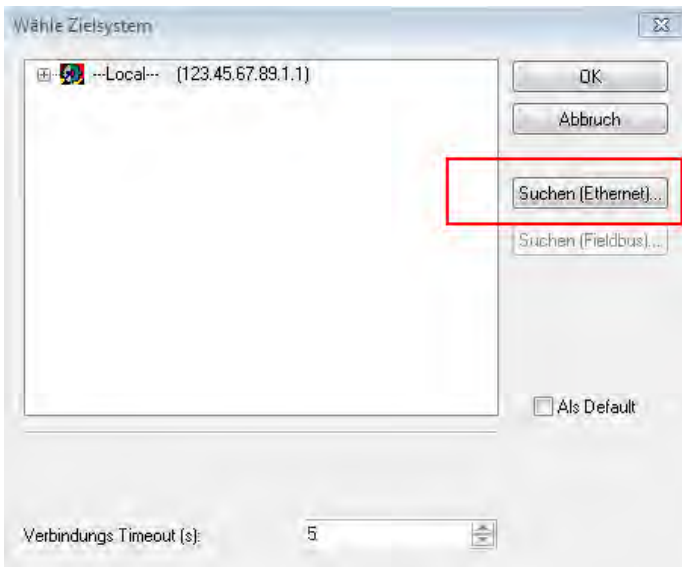 Wähle Zielsystem
---Local--- (123.45.67.89.1.1)
OK
Abbruch
Suchen (Ethernet)...
Suchen (Fieldbus)...
Als Default
Verbindungs Timeout (s): 5